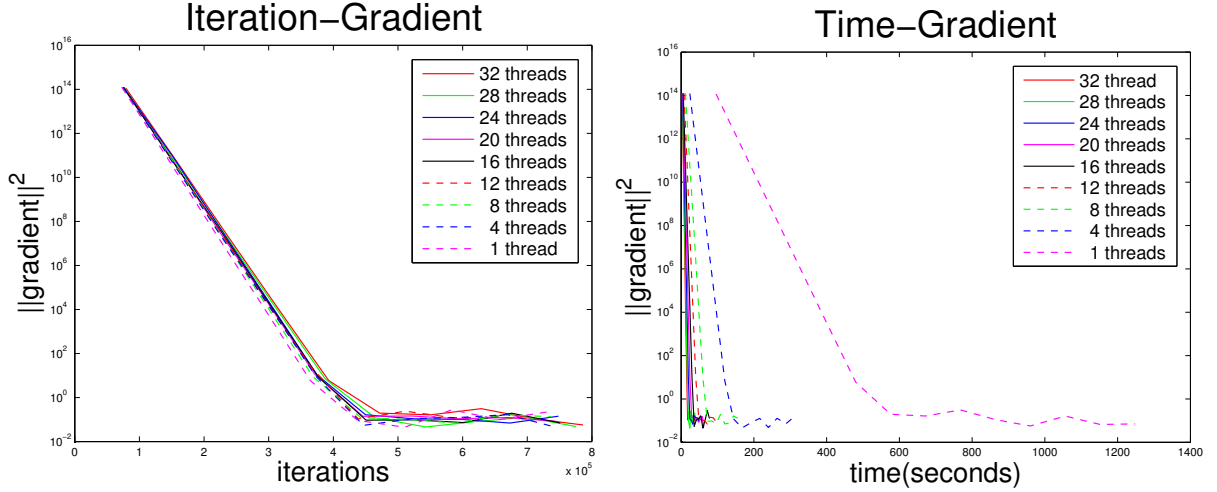 Iteration−Gradient
10^16
10^14
10^12
10^10
10^8
10^6
10^4
10^2
10^0
10^−2
||gradient||^2
0
1
2
3
4
5
6
7
8
x 10^5
iterations
32 threads
28 threads
24 threads
20 threads
16 threads
12 threads
8 threads
4 threads
1 thread
Time−Gradient
10^16
10^14
10^12
10^10
10^8
10^6
10^4
10^2
10^0
10^−2
||gradient||^2
0
200
400
600
800
1000
1200
1400
time(seconds)
32 thread
28 threads
24 threads
20 threads
16 threads
12 threads
8 threads
4 threads
1 threads